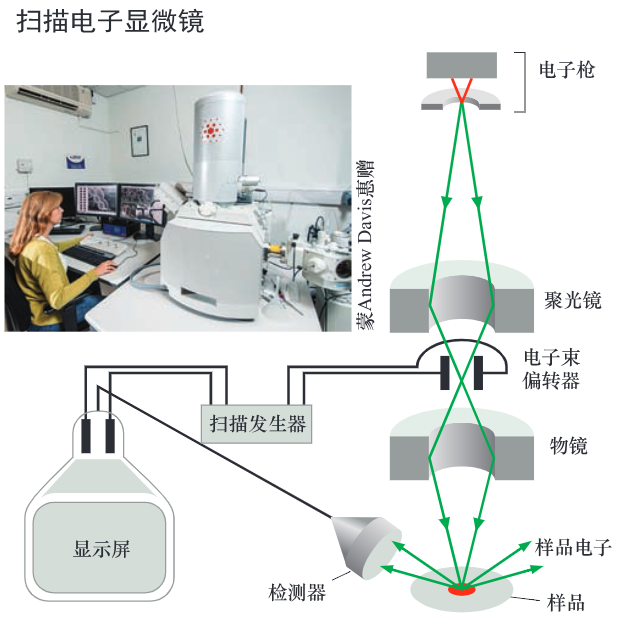 扫描电子显微镜
电子枪
蒙Andrew Davis惠赠
聚光镜
电子束
偏转器
扫描发生器
物镜
显示屏
样品电子
检测器
样品